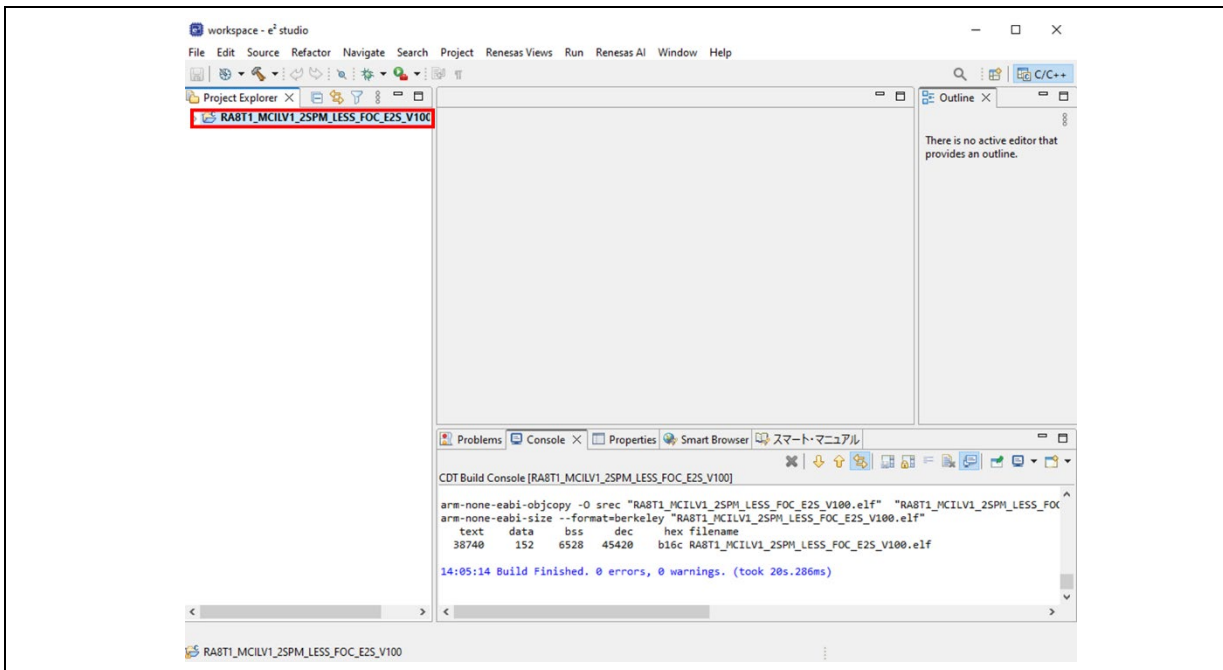 workspace - e² studio
File Edit Source Refactor Navigate Search Project Renesas Views Run Renesas AI Window Help
C/C++
Project Explorer
RA8T1_MCILV1_2SPM_LESS_FOC_E2S_V100
Outline
There is no active editor that
provides an outline.
Problems Console Properties Smart Browser スマート・マニュアル
CDT Build Console [RA8T1_MCILV1_2SPM_LESS_FOC_E2S_V100]
arm-none-eabi-objcopy -O srec "RA8T1_MCILV1_2SPM_LESS_FOC_E2S_V100.elf" "RA8T1_MCILV1_2SPM_LESS_FOC
arm-none-eabi-size --format=berkeley "RA8T1_MCILV1_2SPM_LESS_FOC_E2S_V100.elf"
text data bss dec hex filename
38740 152 6528 45420 b16c RA8T1_MCILV1_2SPM_LESS_FOC_E2S_V100.elf
14:05:14 Build Finished. 0 errors, 0 warnings. (took 20s.286ms)
RA8T1_MCILV1_2SPM_LESS_FOC_E2S_V100